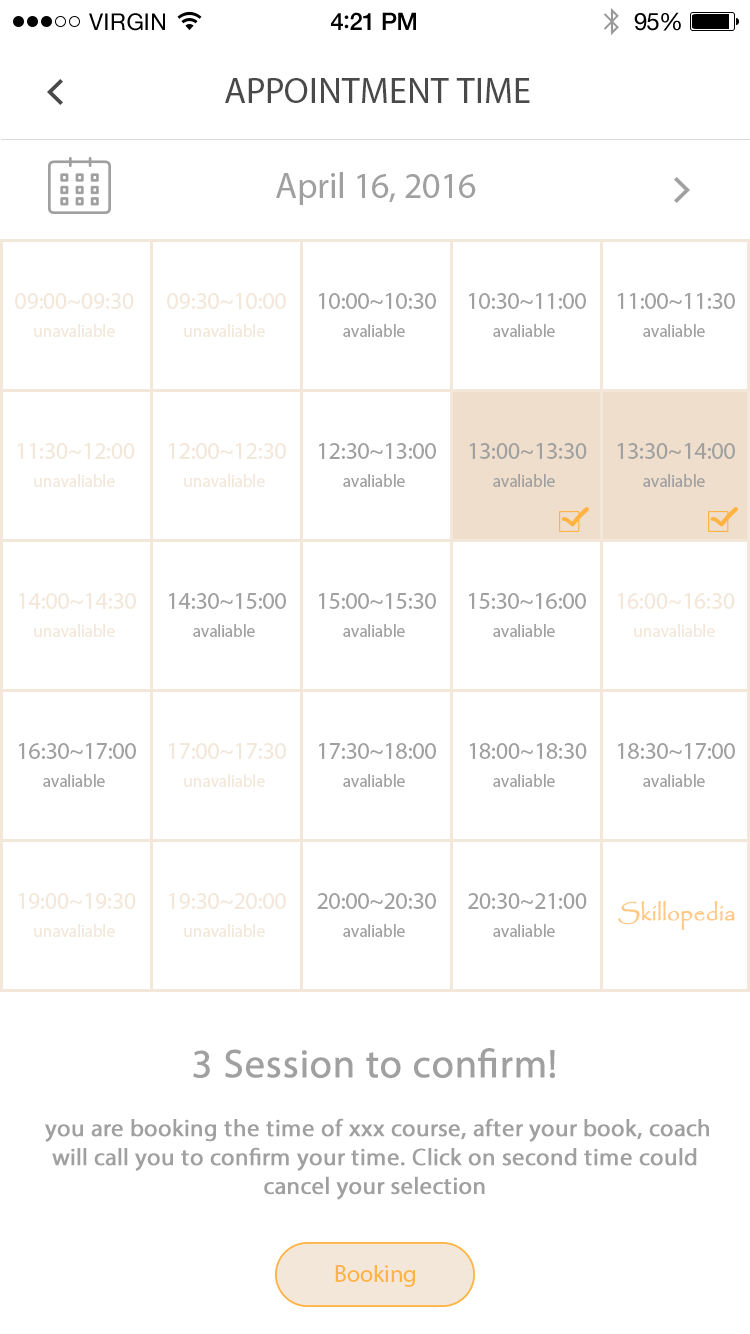 VIRGIN 4:21 PM 95%
APPOINTMENT TIME
April 16, 2016
09:00~09:30 09:30~10:00 10:00~10:30 10:30~11:00 11:00~11:30
unavaliable unavaliable avaliable avaliable avaliable
11:30~12:00 12:00~12:30 12:30~13:00 13:00~13:30 13:30~14:00
unavaliable unavaliable avaliable avaliable avaliable
14:00~14:30 14:30~15:00 15:00~15:30 15:30~16:00 16:00~16:30
unavaliable avaliable avaliable avaliable unavaliable
16:30~17:00 17:00~17:30 17:30~18:00 18:00~18:30 18:30~17:00
avaliable unavaliable avaliable avaliable avaliable
19:00~19:30 19:30~20:00 20:00~20:30 20:30~21:00 Skillopedia
unavaliable unavaliable avaliable avaliable
3 Session to confirm!
you are booking the time of xxx course, after your book, coach
will call you to confirm your time. Click on second time could
cancel your selection
Booking